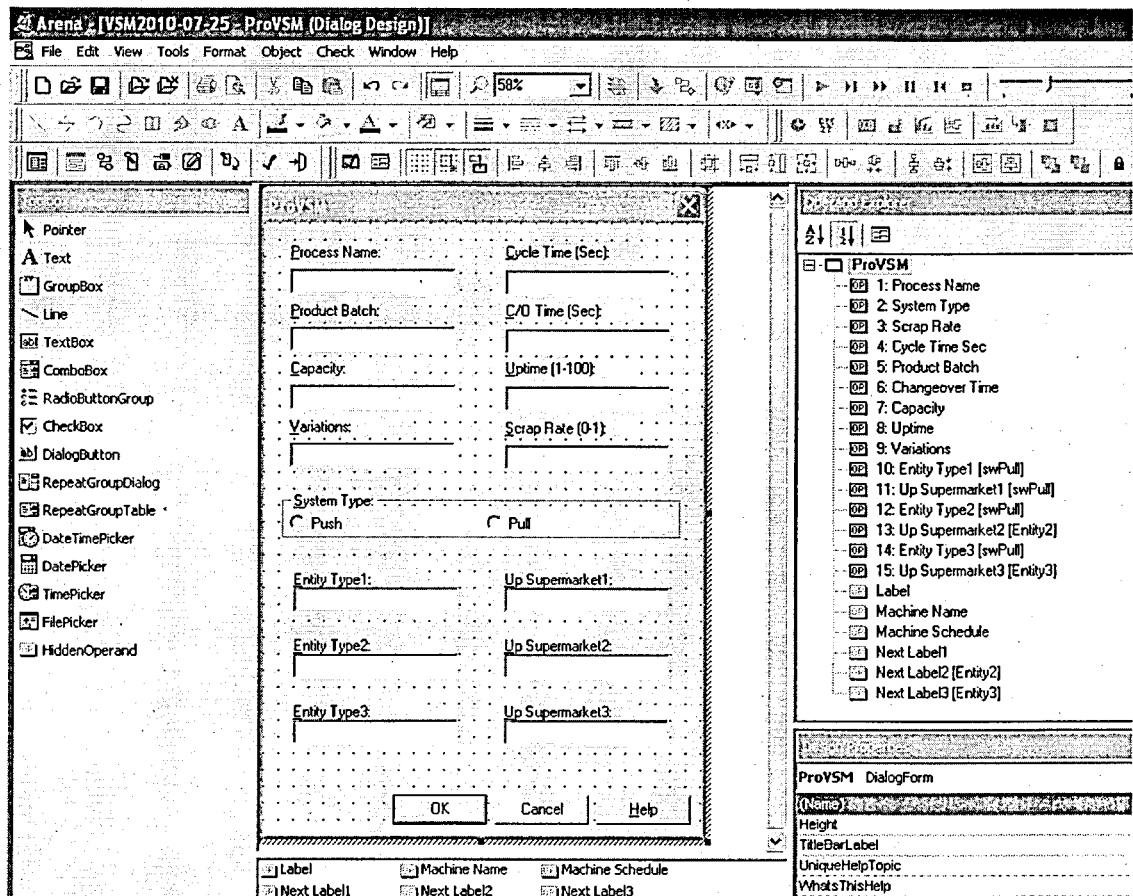 Arena - [VSM2010-07-25 - ProVSM (Dialog Design)]
File Edit View Tools Format Object Check Window Help
58%
Pointer
A Text
GroupBox
Line
TextBox
ComboBox
RadioButtonGroup
CheckBox
DialogButton
RepeatGroupDialog
RepeatGroupTable
DateTimePicker
DatePicker
TimePicker
FilePicker
HiddenOperand
ProVSM
Process Name: Cycle Time (Sec):
Product Batch: C/O Time (Sec):
Capacity: Uptime (1-100):
Variations: Scrap Rate (0-1):
System Type:
Push Pull
Entity Type1: Up Supermarket1:
Entity Type2: Up Supermarket2:
Entity Type3: Up Supermarket3:
OK Cancel Help
Label Machine Name Machine Schedule
Next Label1 Next Label2 Next Label3
ProVSM
1: Process Name
2: System Type
3: Scrap Rate
4: Cycle Time Sec
5: Product Batch
6: Changeover Time
7: Capacity
8: Uptime
9: Variations
10: Entity Type1 [swPull]
11: Up Supermarket1 [swPull]
12: Entity Type2 [swPull]
13: Up Supermarket2 [Entity2]
14: Entity Type3 [swPull]
15: Up Supermarket3 [Entity3]
Label
Machine Name
Machine Schedule
Next Label1
Next Label2 [Entity2]
Next Label3 [Entity3]
ProVSM DialogForm
(Name)
Height
TitleBarLabel
UniqueHelpTopic
WhatsThisHelp